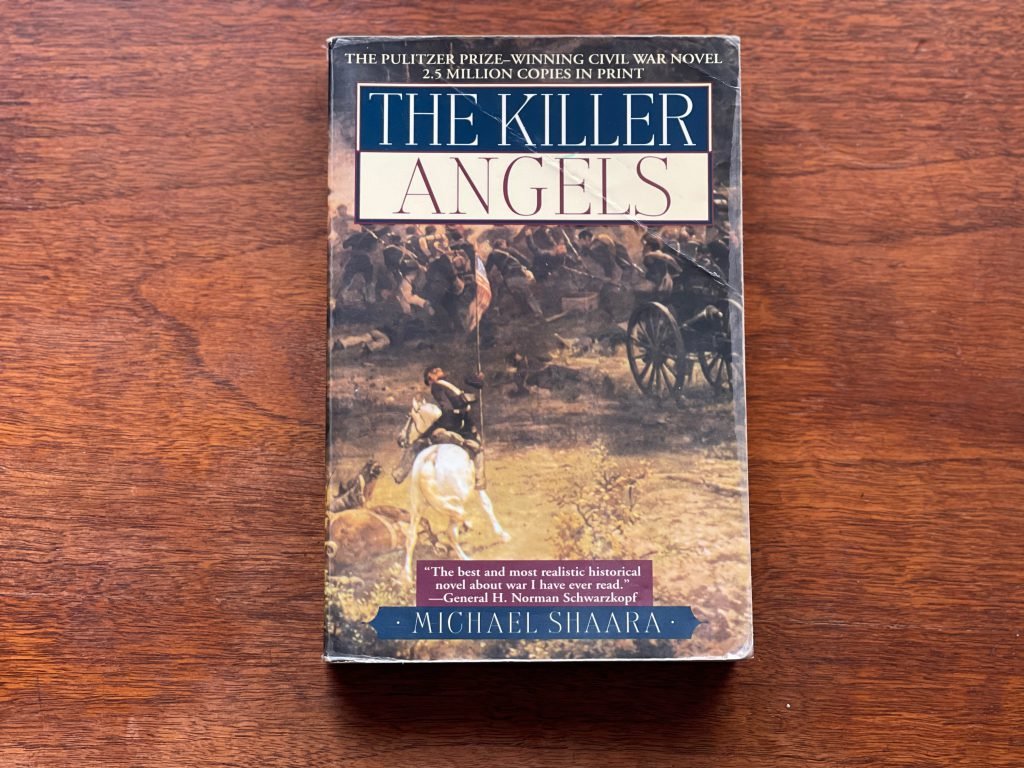 THE PULITZER PRIZE–WINNING CIVIL WAR NOVEL
2.5 MILLION COPIES IN PRINT
THE KILLER
ANGELS
“The best and most realistic historical
novel about war I have ever read.”
—General H. Norman Schwarzkopf
· MICHAEL SHAARA ·